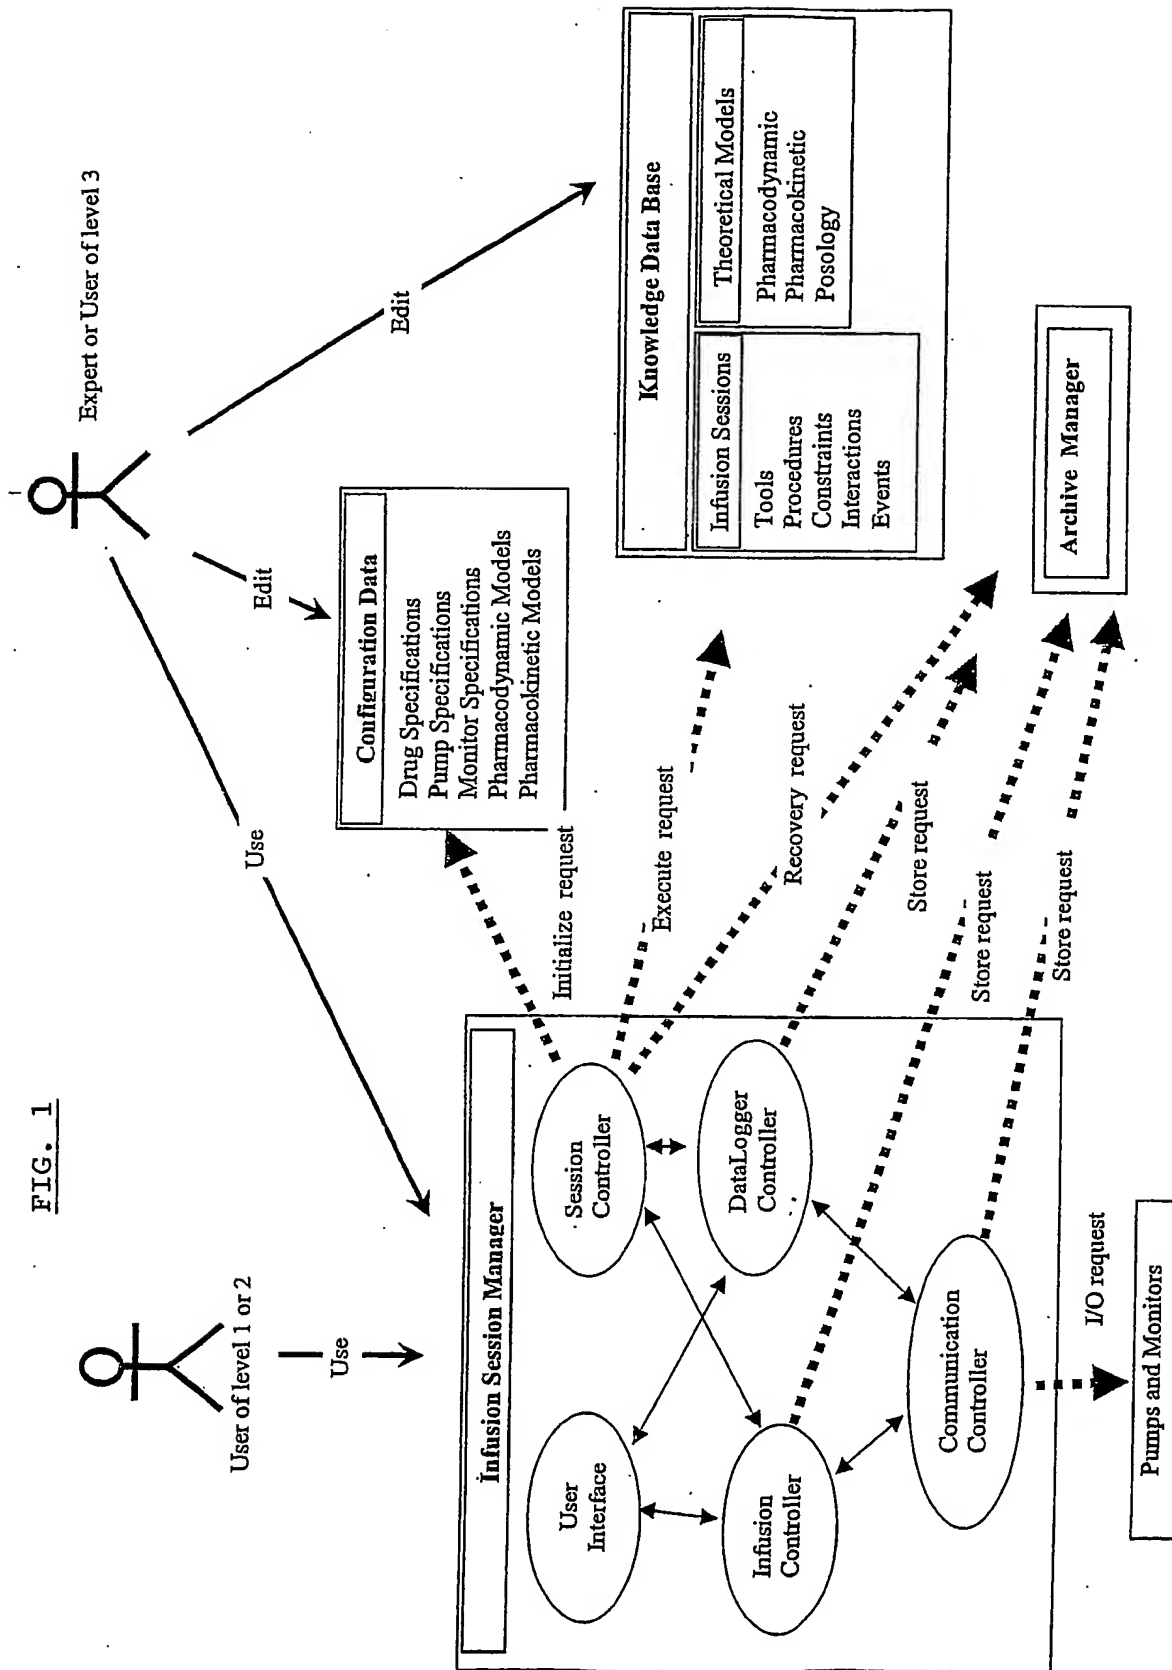 FIG. 1
User of level 1 or 2
Expert or User of level 3
Use
Use
Edit
Edit
Infusion Session Manager
User
Interface
Session
Controller
Infusion
Controller
DataLogger
Controller
Communication
Controller
Configuration Data
Drug Specifications
Pump Specifications
Monitor Specifications
Pharmacodynamic Models
Pharmacokinetic Models
Initialize request
Execute request
Recovery request
Store request
Store request
Store request
I/O request
Pumps and Monitors
Knowledge Data Base
Infusion Sessions
Tools
Procedures
Constraints
Interactions
Events
Theoretical Models
Pharmacodynamic
Pharmacokinetic
Posology
Archive Manager